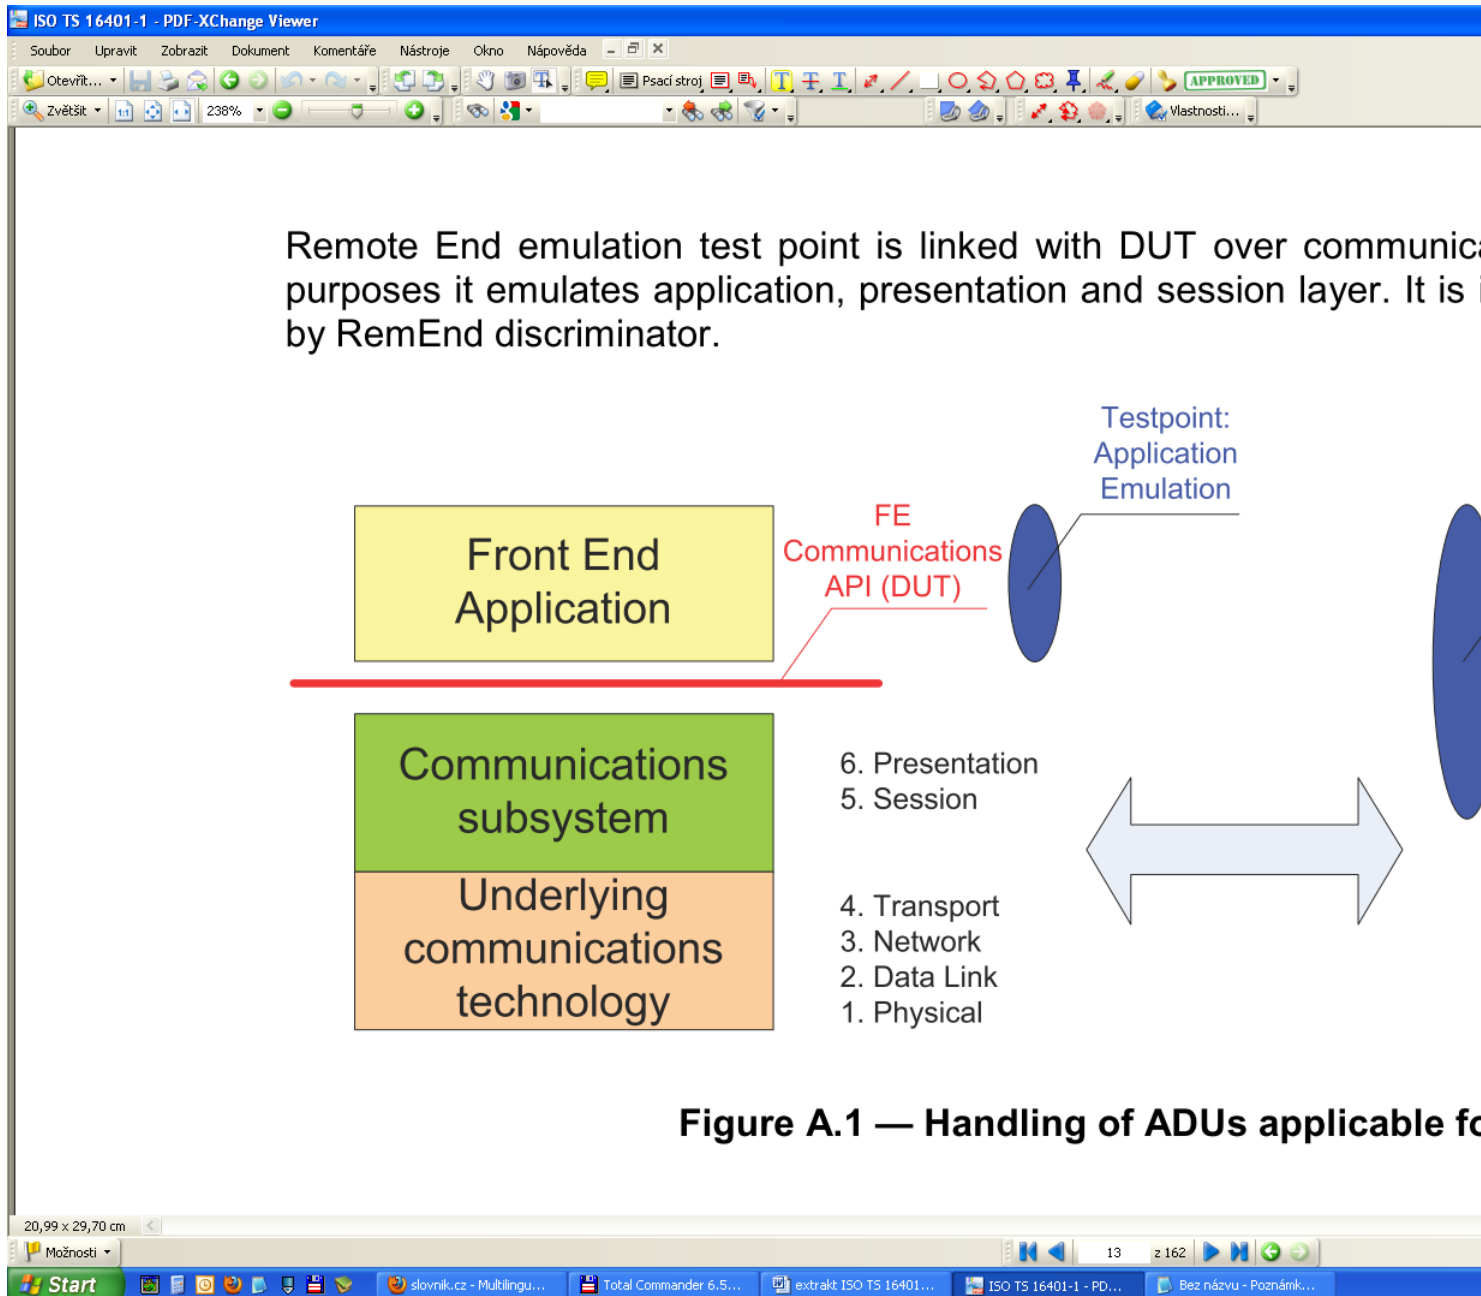 ISO TS 16401-1 - PDF-XChange Viewer
Soubor Upravit Zobrazit Dokument Komentáře Nástroje Okno Nápověda
Otevřít... Psací stroj APPROVED
Zvětšit 1:1 238% Vlastnosti...
Remote End emulation test point is linked with DUT over communica
purposes it emulates application, presentation and session layer. It is
by RemEnd discriminator.
Testpoint:
Application
Emulation
FE
Communications
API (DUT)
Front End
Application
Communications
subsystem
6. Presentation
5. Session
Underlying
communications
technology
4. Transport
3. Network
2. Data Link
1. Physical
Figure A.1 — Handling of ADUs applicable fo
20,99 x 29,70 cm
Možnosti 13 z 162
Start slovnik.cz - Multilingu... Total Commander 6.5... extrakt ISO TS 16401... ISO TS 16401-1 - PD... Bez názvu - Poznámk...